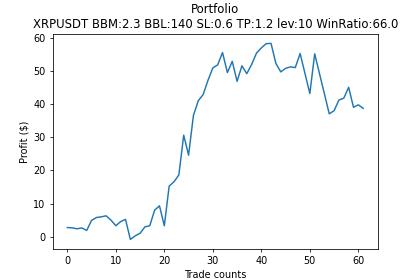 Portfolio
XRPUSDT BBM:2.3 BBL:140 SL:0.6 TP:1.2 lev:10 WinRatio:66.0
60
50
40
30
20
10
0
Profit ($)
0 10 20 30 40 50 60
Trade counts